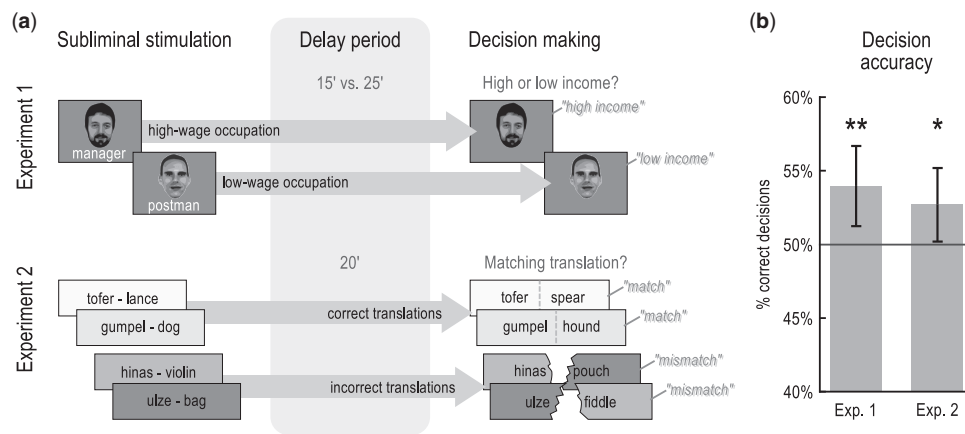 (a)
Subliminal stimulation
Delay period
Decision making
Experiment 1
15' vs. 25'
High or low income?
manager
high-wage occupation
"high income"
postman
low-wage occupation
"low income"
Experiment 2
20'
Matching translation?
tofer - lance
gumpel - dog
correct translations
tofer spear
"match"
gumpel hound
"match"
hinas - violin
ulze - bag
incorrect translations
hinas pouch
"mismatch"
ulze fiddle
"mismatch"
(b)
Decision
accuracy
% correct decisions
60%
55%
50%
45%
40%
** *
Exp. 1 Exp. 2